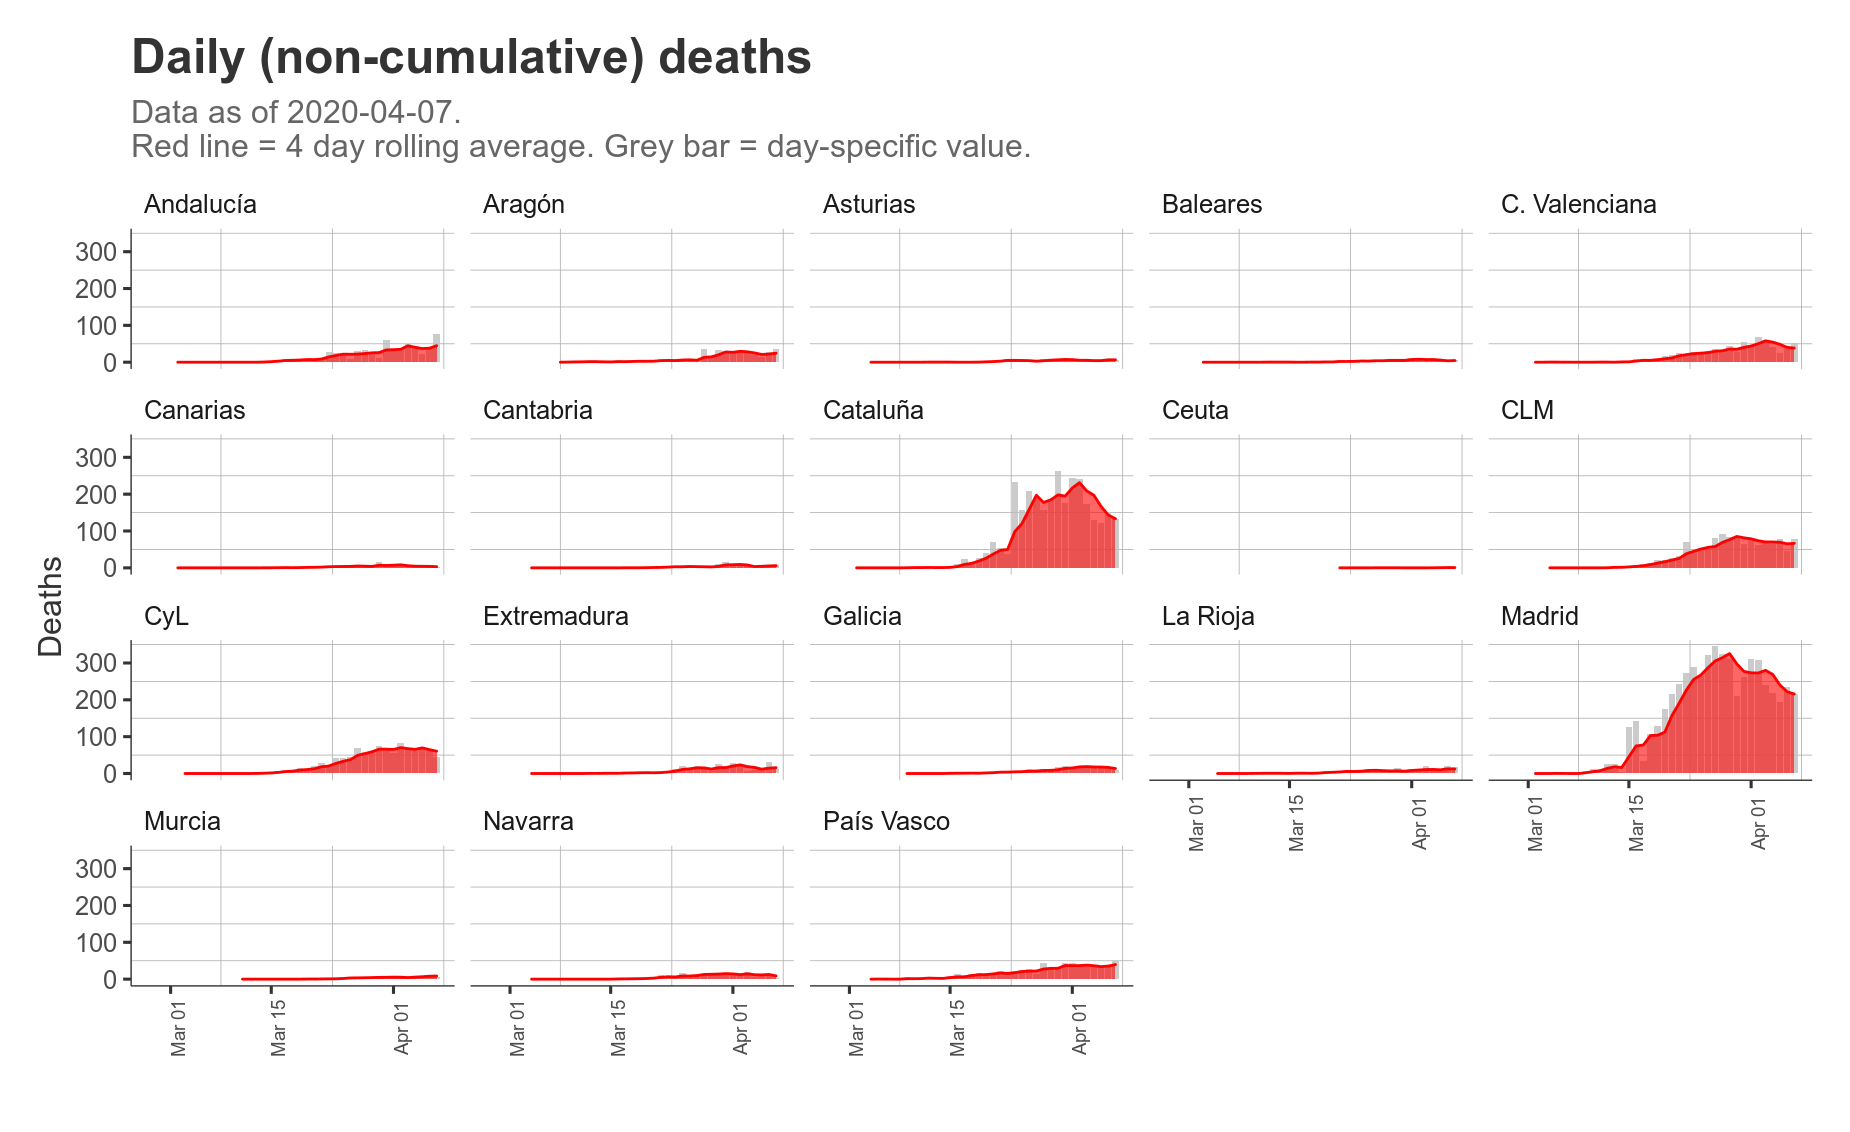 Daily (non-cumulative) deaths
Data as of 2020-04-07.
Red line = 4 day rolling average. Grey bar = day-specific value.
Andalucía
Aragón
Asturias
Baleares
C. Valenciana
300
200
100
0
Canarias
Cantabria
Cataluña
Ceuta
CLM
300
200
100
0
Deaths
CyL
Extremadura
Galicia
La Rioja
Madrid
300
200
100
0
Mar 01
Mar 15
Apr 01
Mar 01
Mar 15
Apr 01
Murcia
Navarra
País Vasco
300
200
100
0
Mar 01
Mar 15
Apr 01
Mar 01
Mar 15
Apr 01
Mar 01
Mar 15
Apr 01